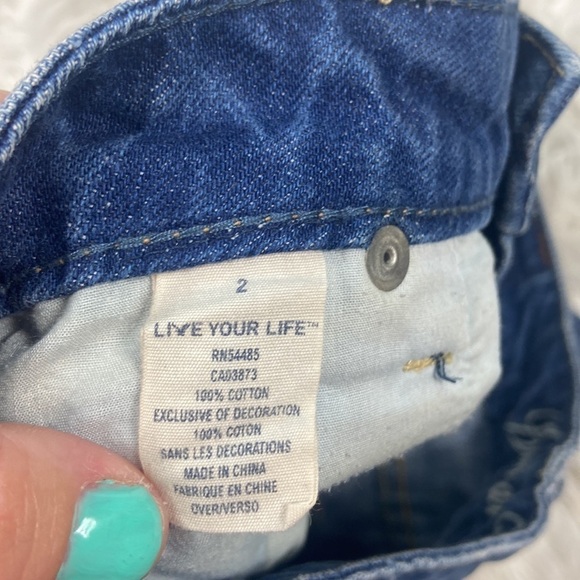 2
LIVE YOUR LIFE™
RN54485
CA03873
100% COTTON
EXCLUSIVE OF DECORATION
100% COTON
SANS LES DECORATIONS
MADE IN CHINA
FABRIQUE EN CHINE
OVER/VERSO